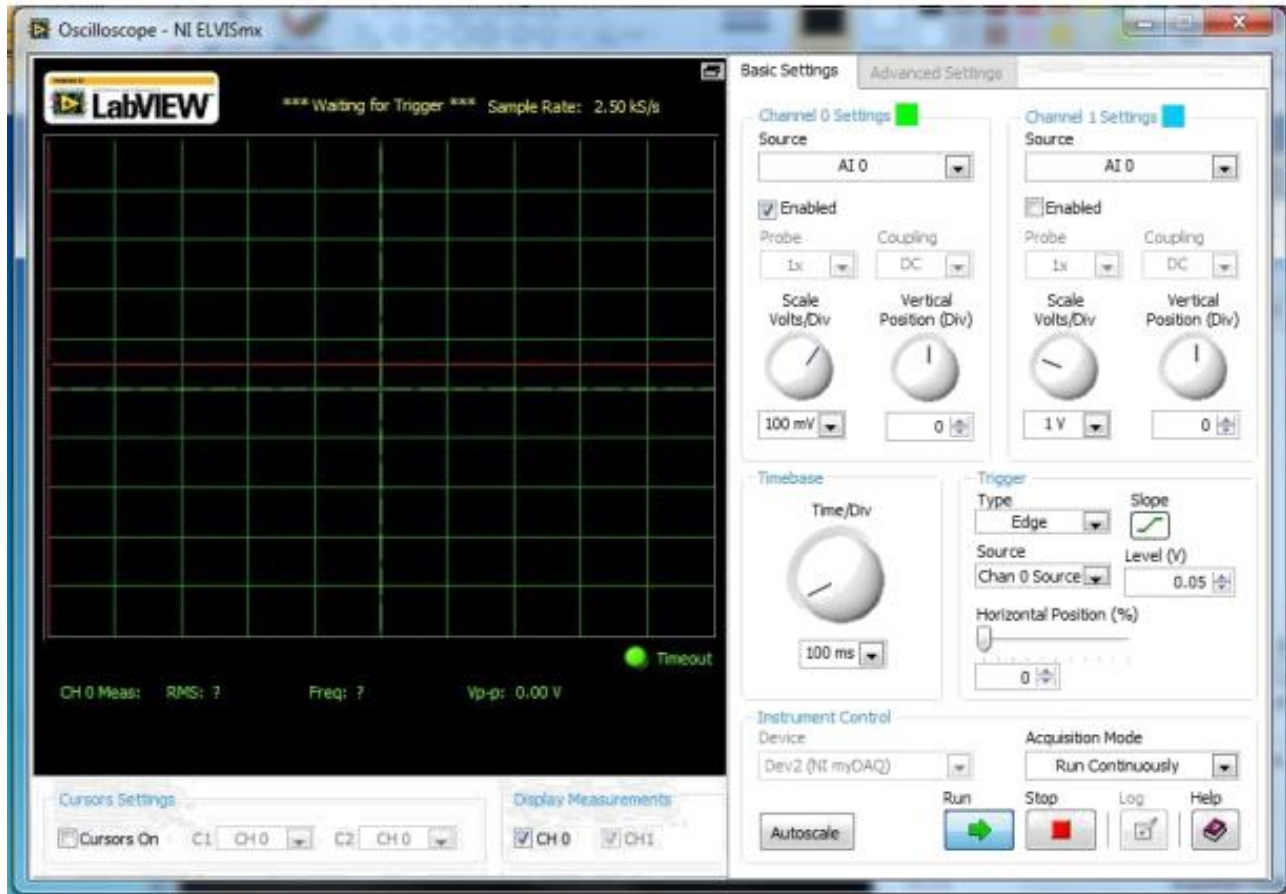 Oscilloscope - NI ELVISmx
LabVIEW
*** Waiting for Trigger *** Sample Rate: 2.50 kS/s
Timeout
CH 0 Meas: RMS: ? Freq: ? Vp-p: 0.00 V
Cursors Settings
Cursors On C1 CH 0 C2 CH 0
Display Measurements
CH 0 CH1
Basic Settings Advanced Settings
Channel 0 Settings
Source
AI 0
Enabled
Probe Coupling
1x DC
Scale Vertical
Volts/Div Position (Div)
100 mV 0
Channel 1 Settings
Source
AI 0
Enabled
Probe Coupling
1x DC
Scale Vertical
Volts/Div Position (Div)
1 V 0
Timebase
Time/Div
100 ms
Trigger
Type Slope
Edge
Source Level (V)
Chan 0 Source 0.05
Horizontal Position (%)
0
Instrument Control
Device Acquisition Mode
Dev2 (NI myDAQ) Run Continuously
Run Stop Log Help
Autoscale